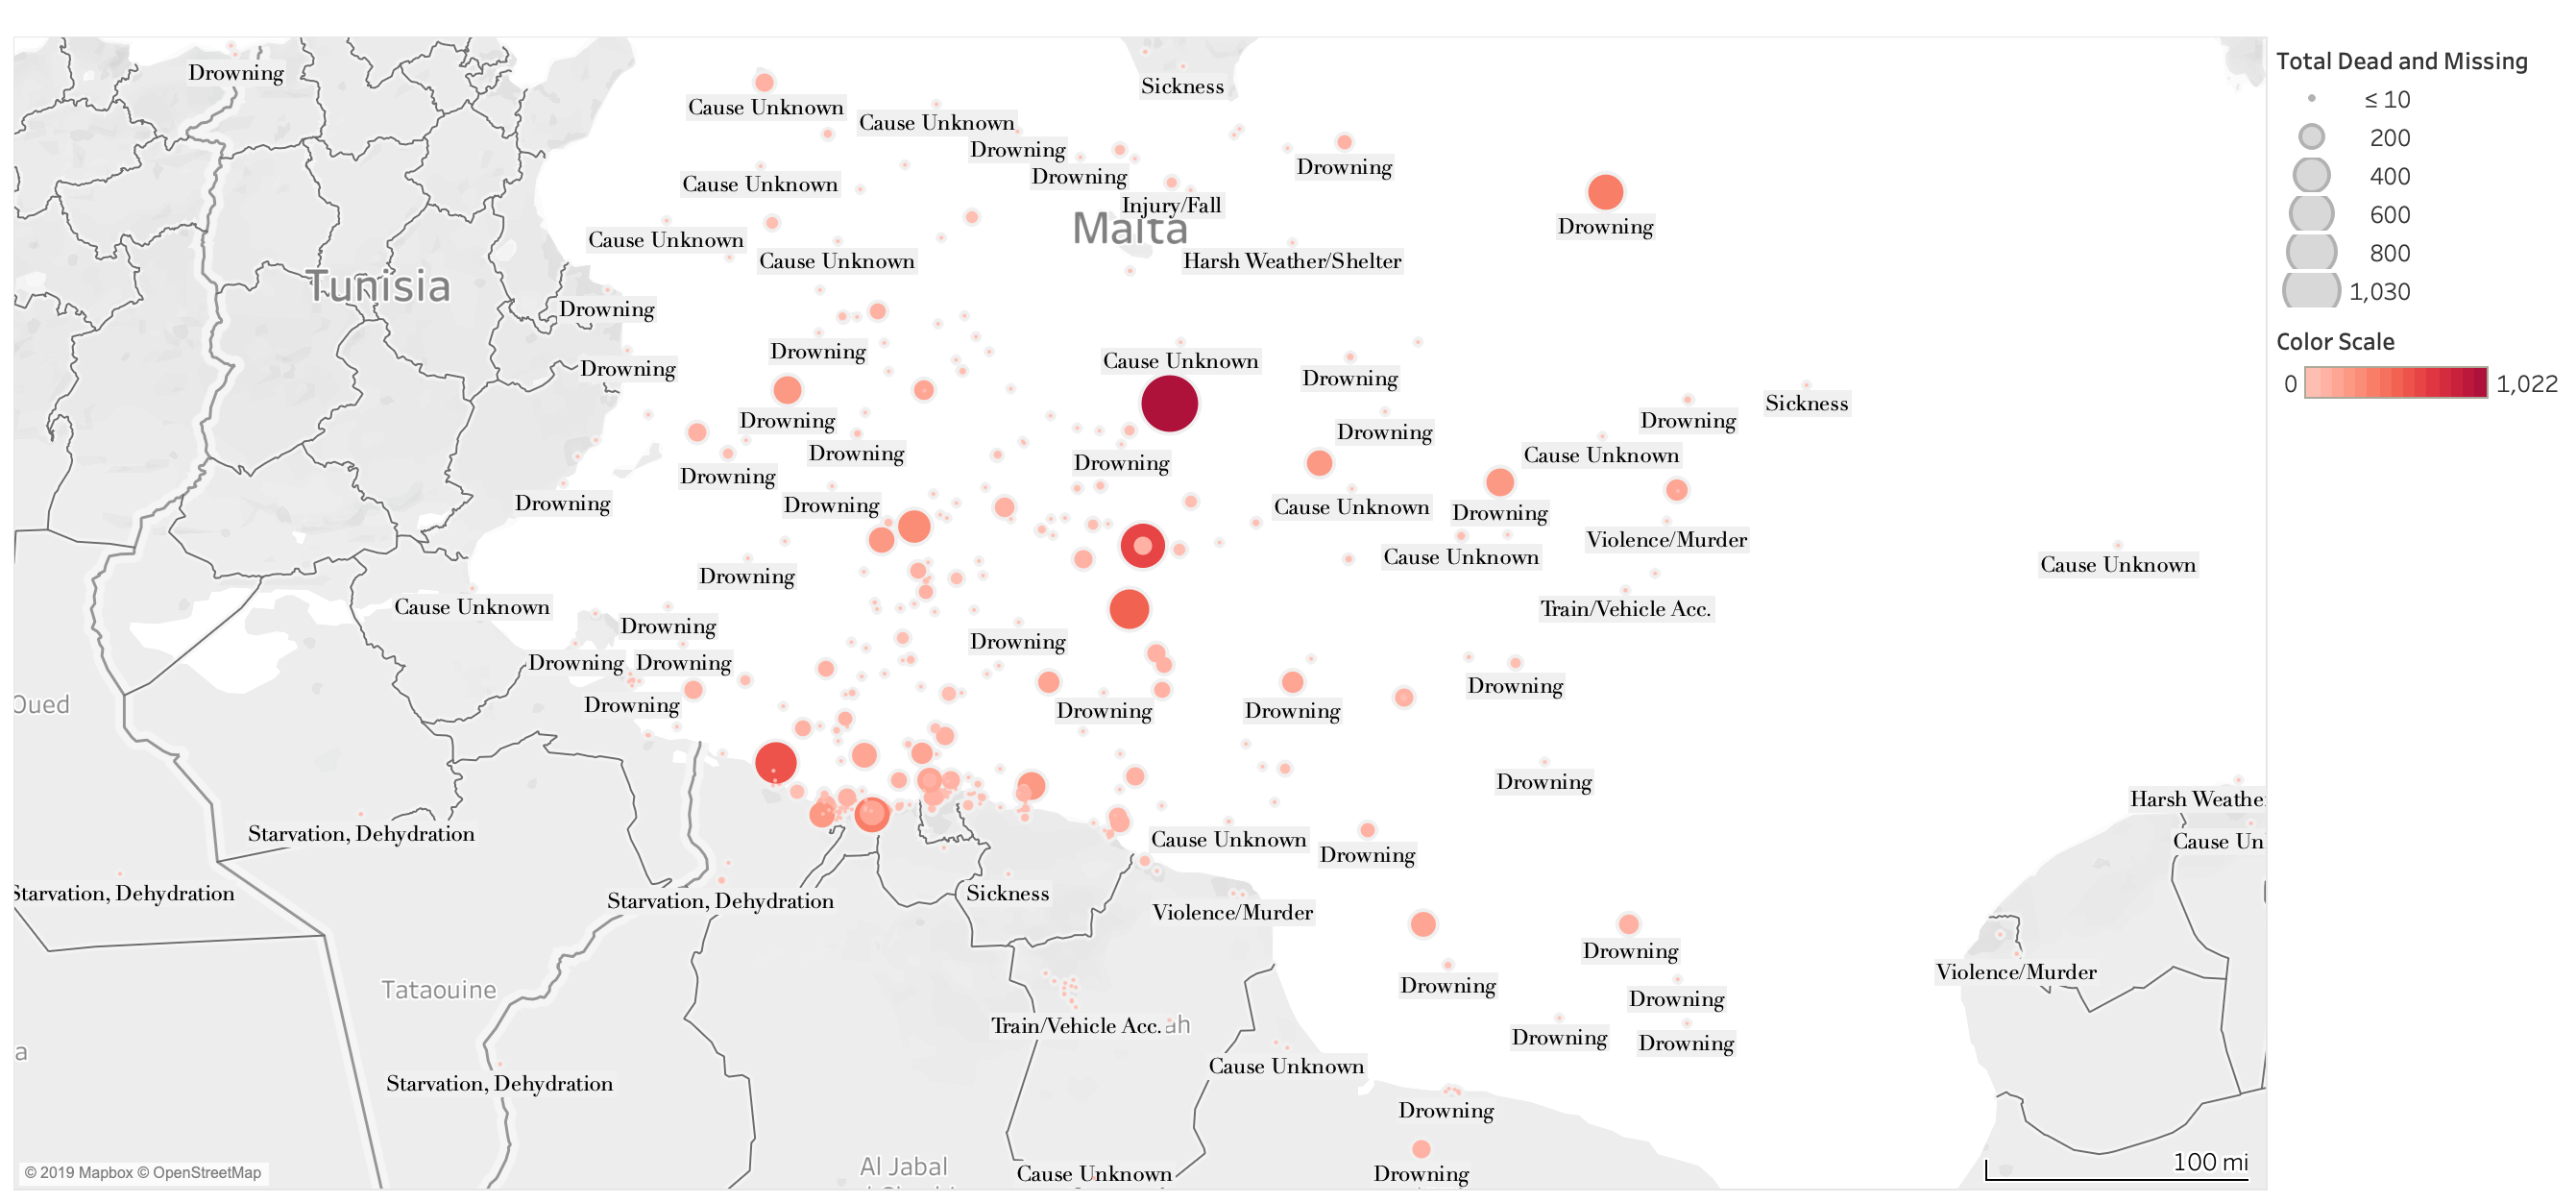 Total Dead and Missing
≤ 10
200
400
600
800
1,030
Color Scale
0
1,022
Drowning
Sickness
Cause Unknown
Cause Unknown
Drowning
Drowning
Drowning
Cause Unknown
Injury/Fall
Malta
Drowning
Cause Unknown
Cause Unknown
Harsh Weather/Shelter
Tunisia
Drowning
Drowning
Cause Unknown
Drowning
Drowning
Sickness
Drowning
Drowning
Drowning
Drowning
Cause Unknown
Drowning
Drowning
Drowning
Drowning
Cause Unknown
Drowning
Violence/Murder
Cause Unknown
Cause Unknown
Drowning
Cause Unknown
Train/Vehicle Acc.
Drowning
Drowning
Drowning
Drowning
Drowning
Oued
Drowning
Drowning
Drowning
Drowning
Harsh Weathe
Starvation, Dehydration
Cause Unknown
Cause Un
Drowning
Starvation, Dehydration
Sickness
Starvation, Dehydration
Violence/Murder
Drowning
Violence/Murder
Drowning
Tataouine
Drowning
Train/Vehicle Acc.
ah
Drowning
Drowning
a
Cause Unknown
Starvation, Dehydration
Drowning
Al Jabal
Cause Unknown
Drowning
100 mi
© 2019 Mapbox © OpenStreetMap